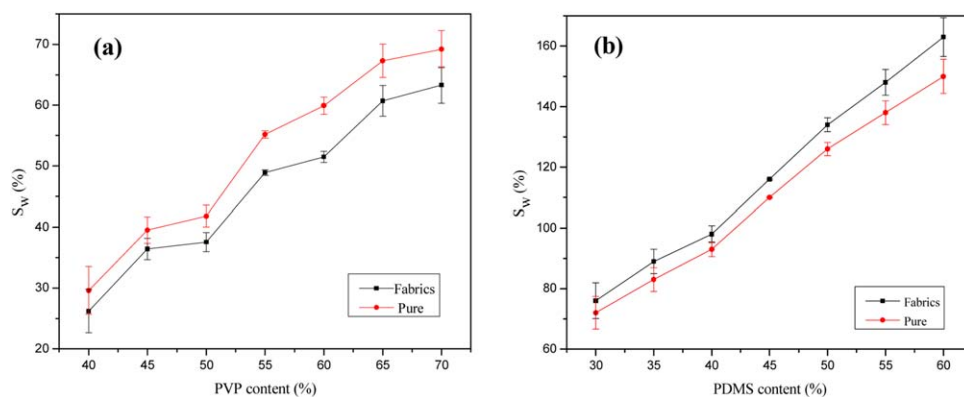 (a)
70
60
50
40
30
20
S_W (%)
Fabrics
Pure
40 45 50 55 60 65 70
PVP content (%)
(b)
160
140
120
100
80
60
S_W (%)
Fabrics
Pure
30 35 40 45 50 55 60
PDMS content (%)